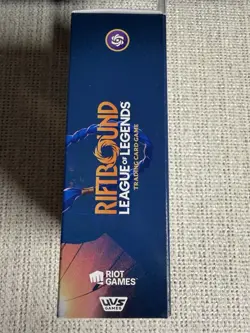 RIFTBOUND
LEAGUE OF LEGENDS
TRADING CARD GAME
RIOT
GAMES
UVS
GAMES